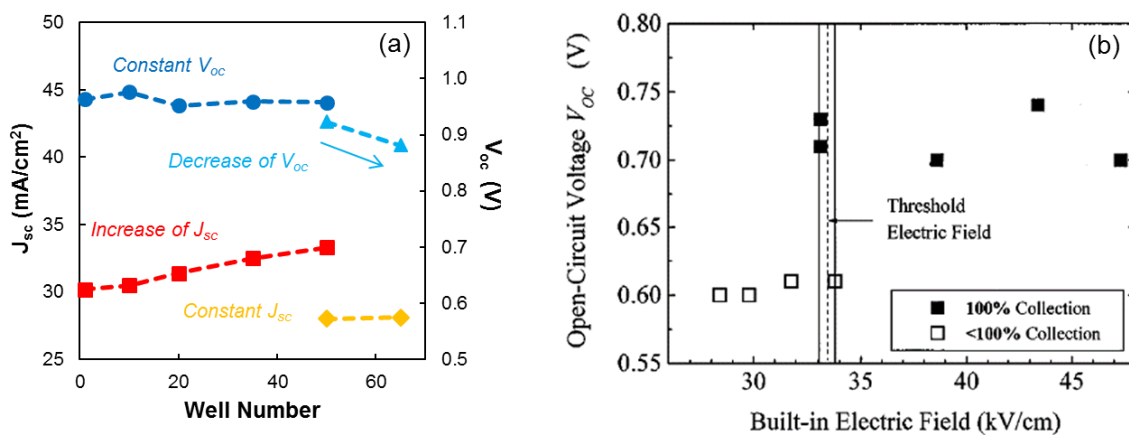 (a)
Constant Voc
Decrease of Voc
Increase of Jsc
Constant Jsc
50
45
40
35
30
25
Jsc (mA/cm²)
1.1
1.0
0.9
0.8
0.7
0.6
0.5
Voc (V)
0
20
40
60
Well Number
(b)
0.80
0.75
0.70
0.65
0.60
0.55
Open-Circuit Voltage VOC (V)
Threshold
Electric Field
100% Collection
<100% Collection
30
35
40
45
Built-in Electric Field (kV/cm)